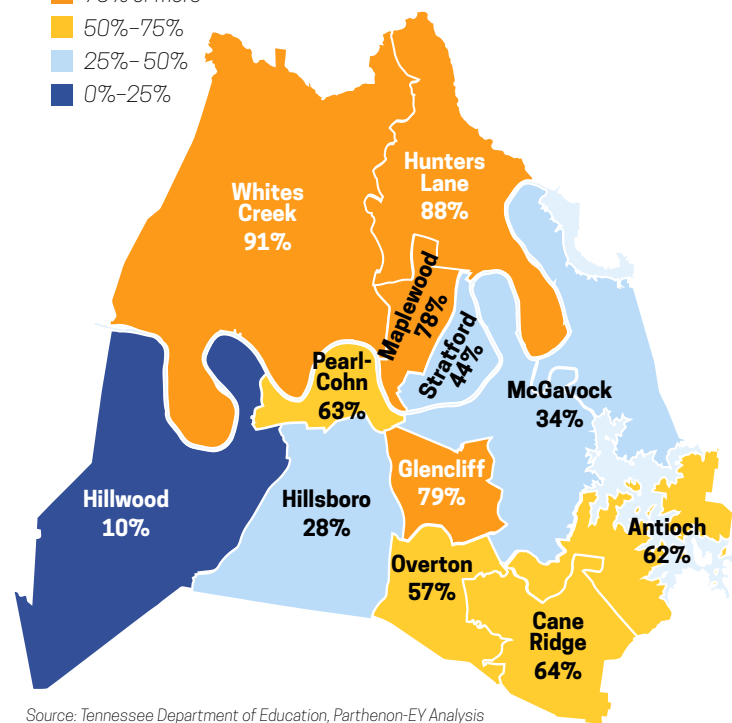 50%–75%
25%–50%
0%–25%
Hunters
Lane
88%
Whites
Creek
91%
Maplewood
78%
Stratford
44%
Pearl-
Cohn
63%
McGavock
34%
Glencliff
79%
Hillwood
10%
Hillsboro
28%
Antioch
62%
Overton
57%
Cane
Ridge
64%
Source: Tennessee Department of Education, Parthenon-EY Analysis